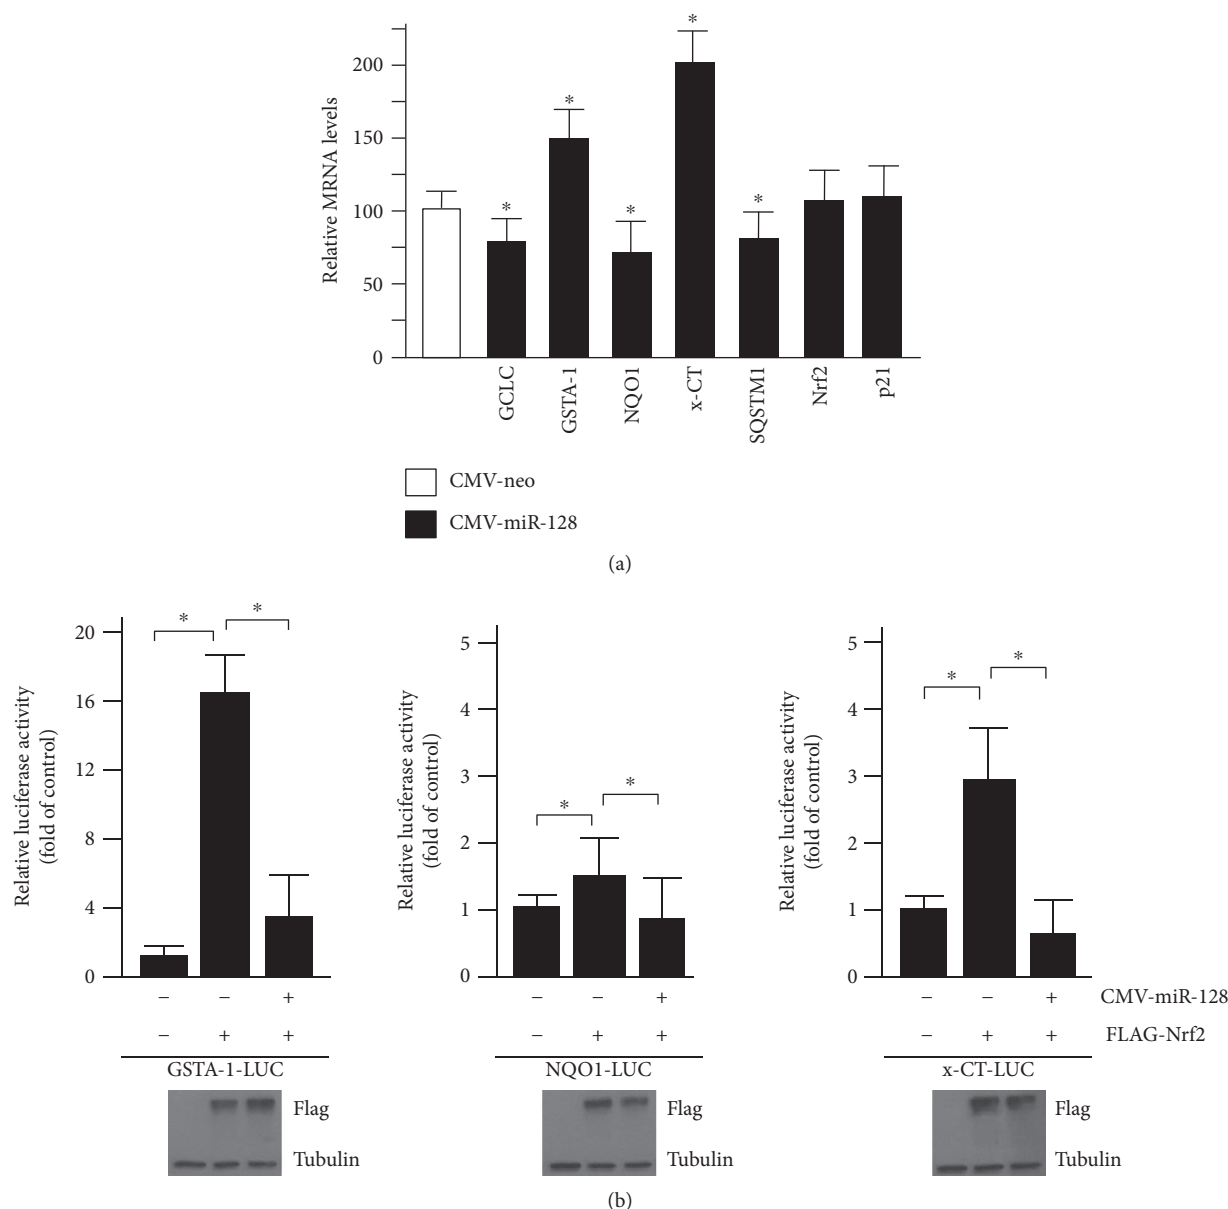 Relative MRNA levels
200
150
100
50
0
*
*
*
*
*
GCLC
GSTA-1
NQO1
x-CT
SQSTM1
Nrf2
p21
CMV-neo
CMV-miR-128
(a)
Relative luciferase activity
(fold of control)
20
16
12
8
4
0
* *
− − +
− + +
GSTA-1-LUC
Flag
Tubulin
Relative luciferase activity
(fold of control)
5
4
3
2
1
0
* *
− − +
− + +
NQO1-LUC
Flag
Tubulin
Relative luciferase activity
(fold of control)
5
4
3
2
1
0
* *
− − + CMV-miR-128
− + + FLAG-Nrf2
x-CT-LUC
Flag
Tubulin
(b)